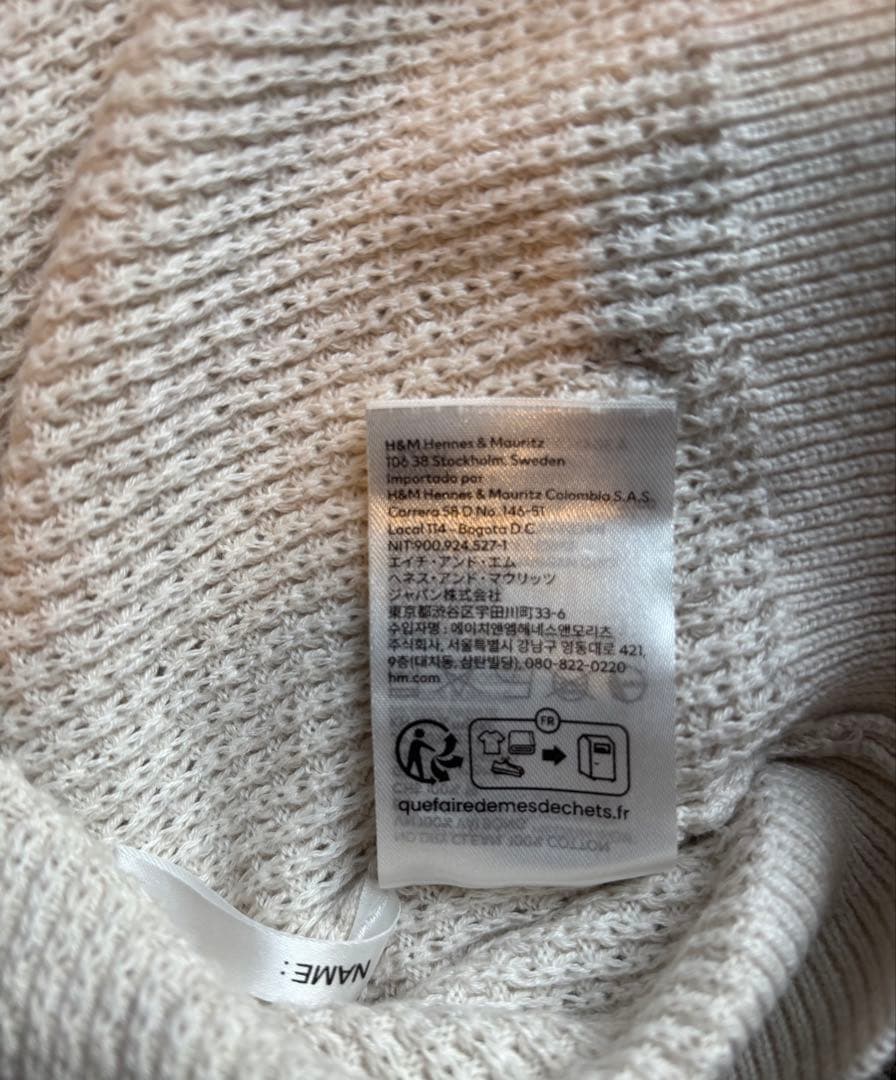 H&M Hennes & Mauritz
106 38 Stockholm, Sweden
Importado por
H&M Hennes & Mauritz Colombia S.A.S.
Carrera 58 D No. 146-51
Local 114 - Bogota D.C
NIT:900.924.527-1
エイチ・アンド・エム
ヘネス・アンド・マウリッツ
ジャパン株式会社
東京都渋谷区宇田川町33-6
수입자명 : 에이치앤엠헤네스앤모리츠
주식회사, 서울특별시 강남구 영동대로 421,
9층(대치동, 삼탄빌딩), 080-822-0220
hm.com
FR
quefairedemesdechets.fr
NAME: